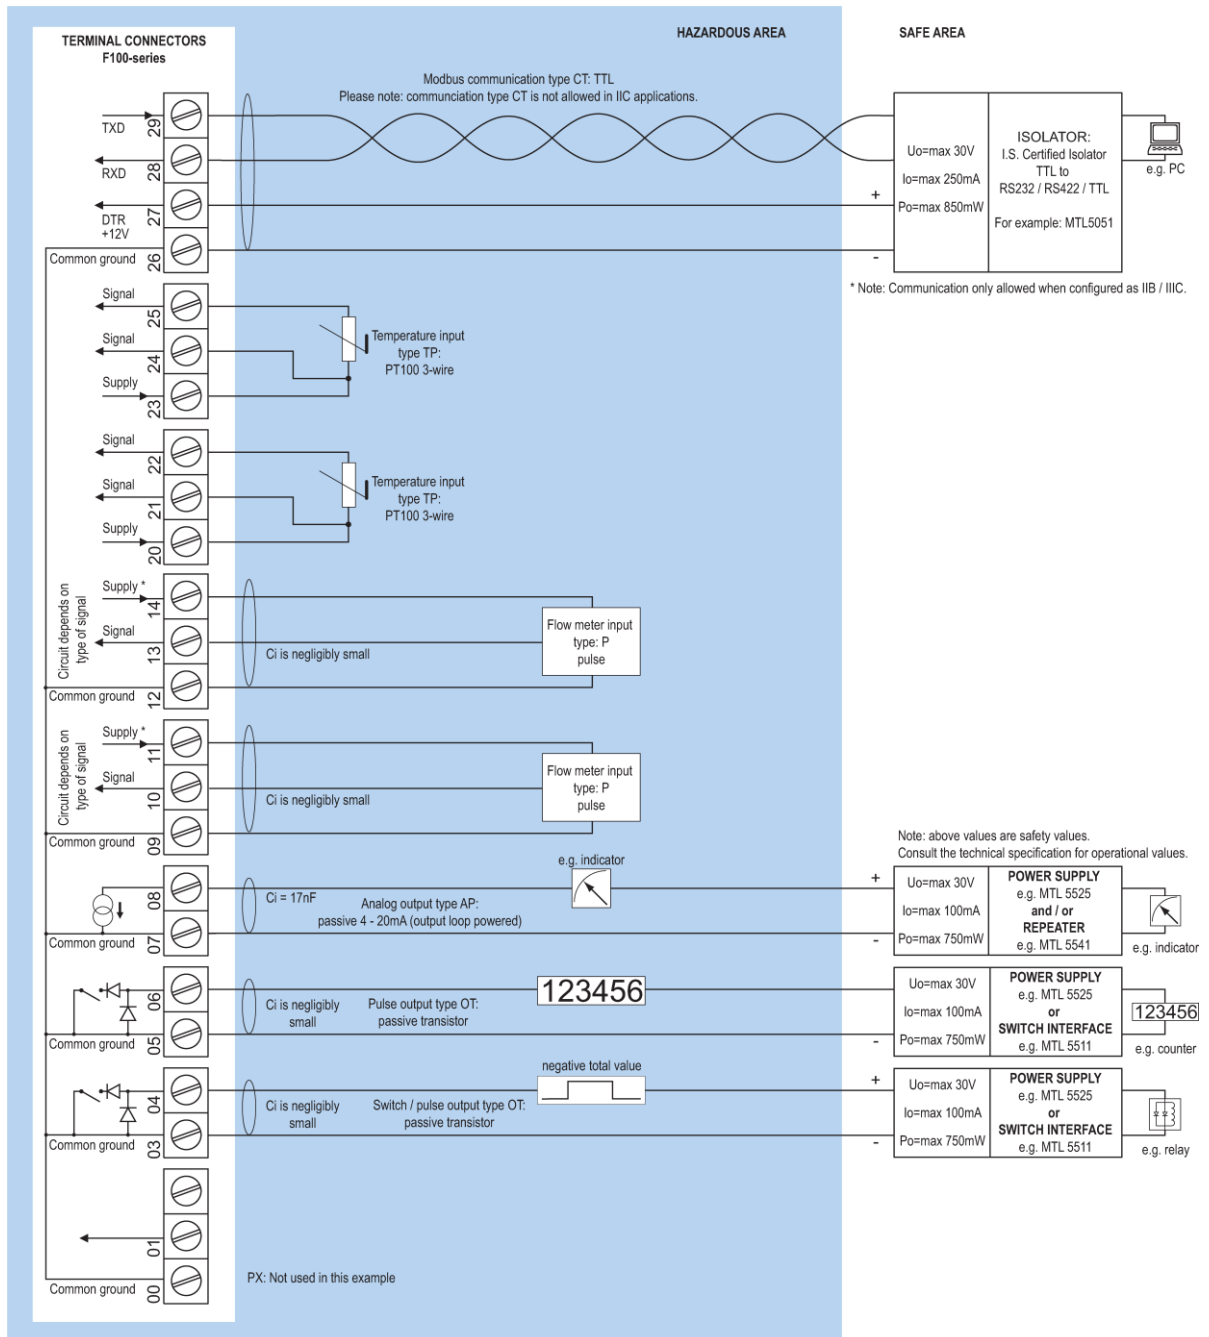 HAZARDOUS AREA
SAFE AREA
TERMINAL CONNECTORS
F100-series
Modbus communication type CT: TTL
Please note: communciation type CT is not allowed in IIC applications.
TXD
29
RXD
28
DTR
+12V
27
Common ground
26
+
-
Uo=max 30V
Io=max 250mA
Po=max 850mW
ISOLATOR:
I.S. Certified Isolator
TTL to
RS232 / RS422 / TTL
For example: MTL5051
e.g. PC
* Note: Communication only allowed when configured as IIB / IIIC.
Signal
25
Signal
24
Supply
23
Temperature input
type TP:
PT100 3-wire
Signal
22
Signal
21
Supply
20
Temperature input
type TP:
PT100 3-wire
Circuit depends on
type of signal
Supply *
14
Signal
13
Common ground
12
Ci is negligibly small
Flow meter input
type: P
pulse
Circuit depends on
type of signal
Supply *
11
Signal
10
Common ground
09
Ci is negligibly small
Flow meter input
type: P
pulse
Note: above values are safety values.
Consult the technical specification for operational values.
08
Common ground
07
Ci = 17nF
Analog output type AP:
passive 4 - 20mA (output loop powered)
e.g. indicator
+
-
Uo=max 30V
Io=max 100mA
Po=max 750mW
POWER SUPPLY
e.g. MTL 5525
and / or
REPEATER
e.g. MTL 5541
e.g. indicator
06
Common ground
05
Ci is negligibly
small
Pulse output type OT:
passive transistor
123456
-
Uo=max 30V
Io=max 100mA
Po=max 750mW
POWER SUPPLY
e.g. MTL 5525
or
SWITCH INTERFACE
e.g. MTL 5511
123456
e.g. counter
04
Common ground
03
Ci is negligibly
small
Switch / pulse output type OT:
passive transistor
negative total value
+
-
Uo=max 30V
Io=max 100mA
Po=max 750mW
POWER SUPPLY
e.g. MTL 5525
or
SWITCH INTERFACE
e.g. MTL 5511
e.g. relay
01
Common ground
00
PX: Not used in this example